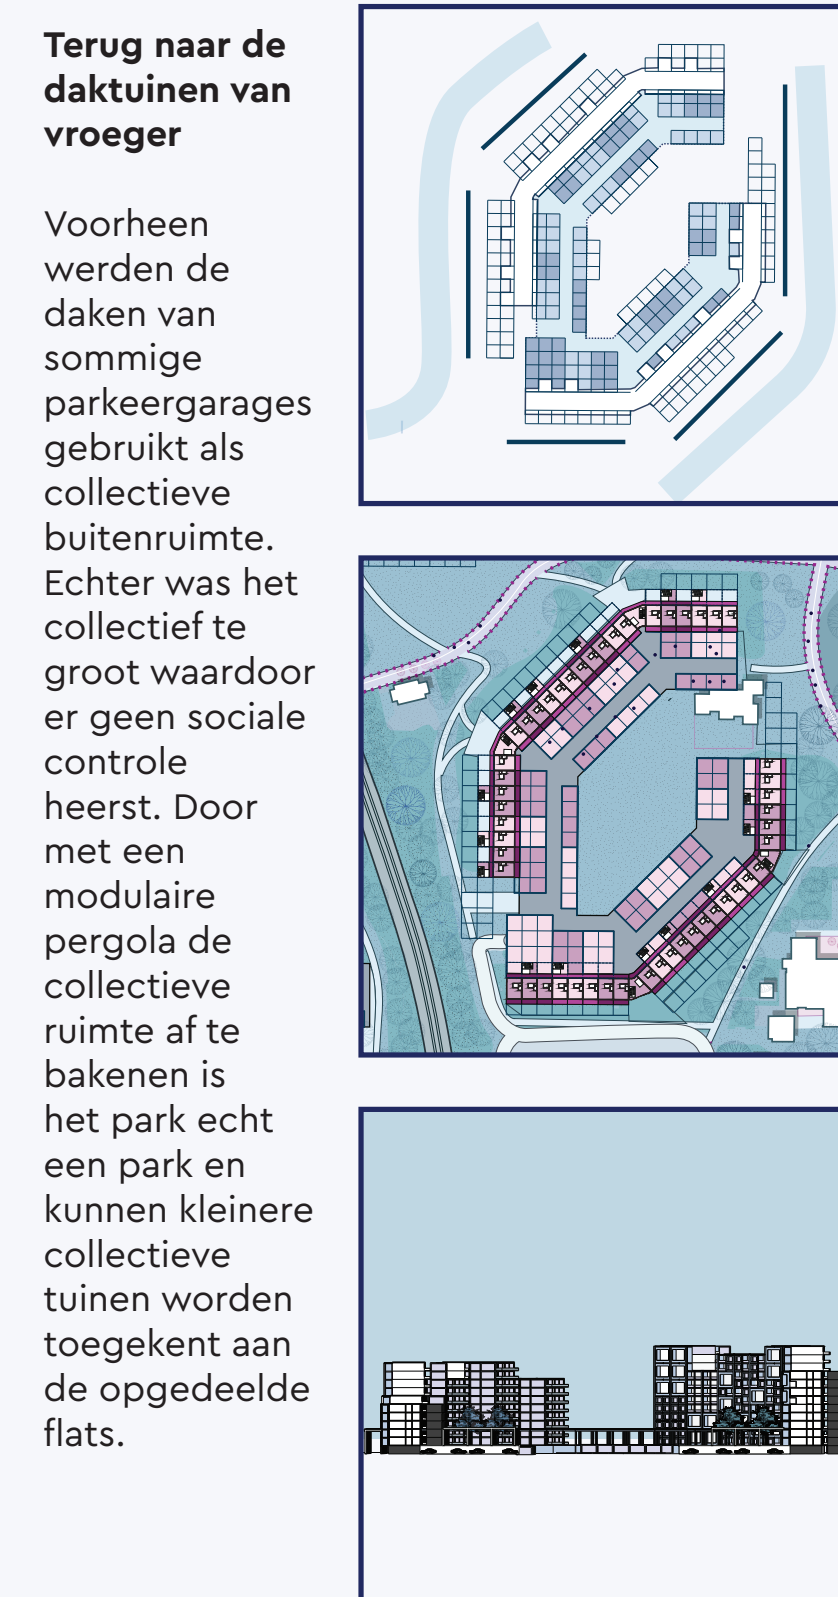 Terug naar de
daktuinen van
vroeger
Voorheen
werden de
daken van
sommige
parkeergarages
gebruikt als
collectieve
buitenruimte.
Echter was het
collectief te
groot waardoor
er geen sociale
controle
heerst. Door
met een
modulaire
pergola de
collectieve
ruimte af te
bakenen is
het park echt
een park en
kunnen kleinere
collectieve
tuinen worden
toegekent aan
de opgedeelde
flats.